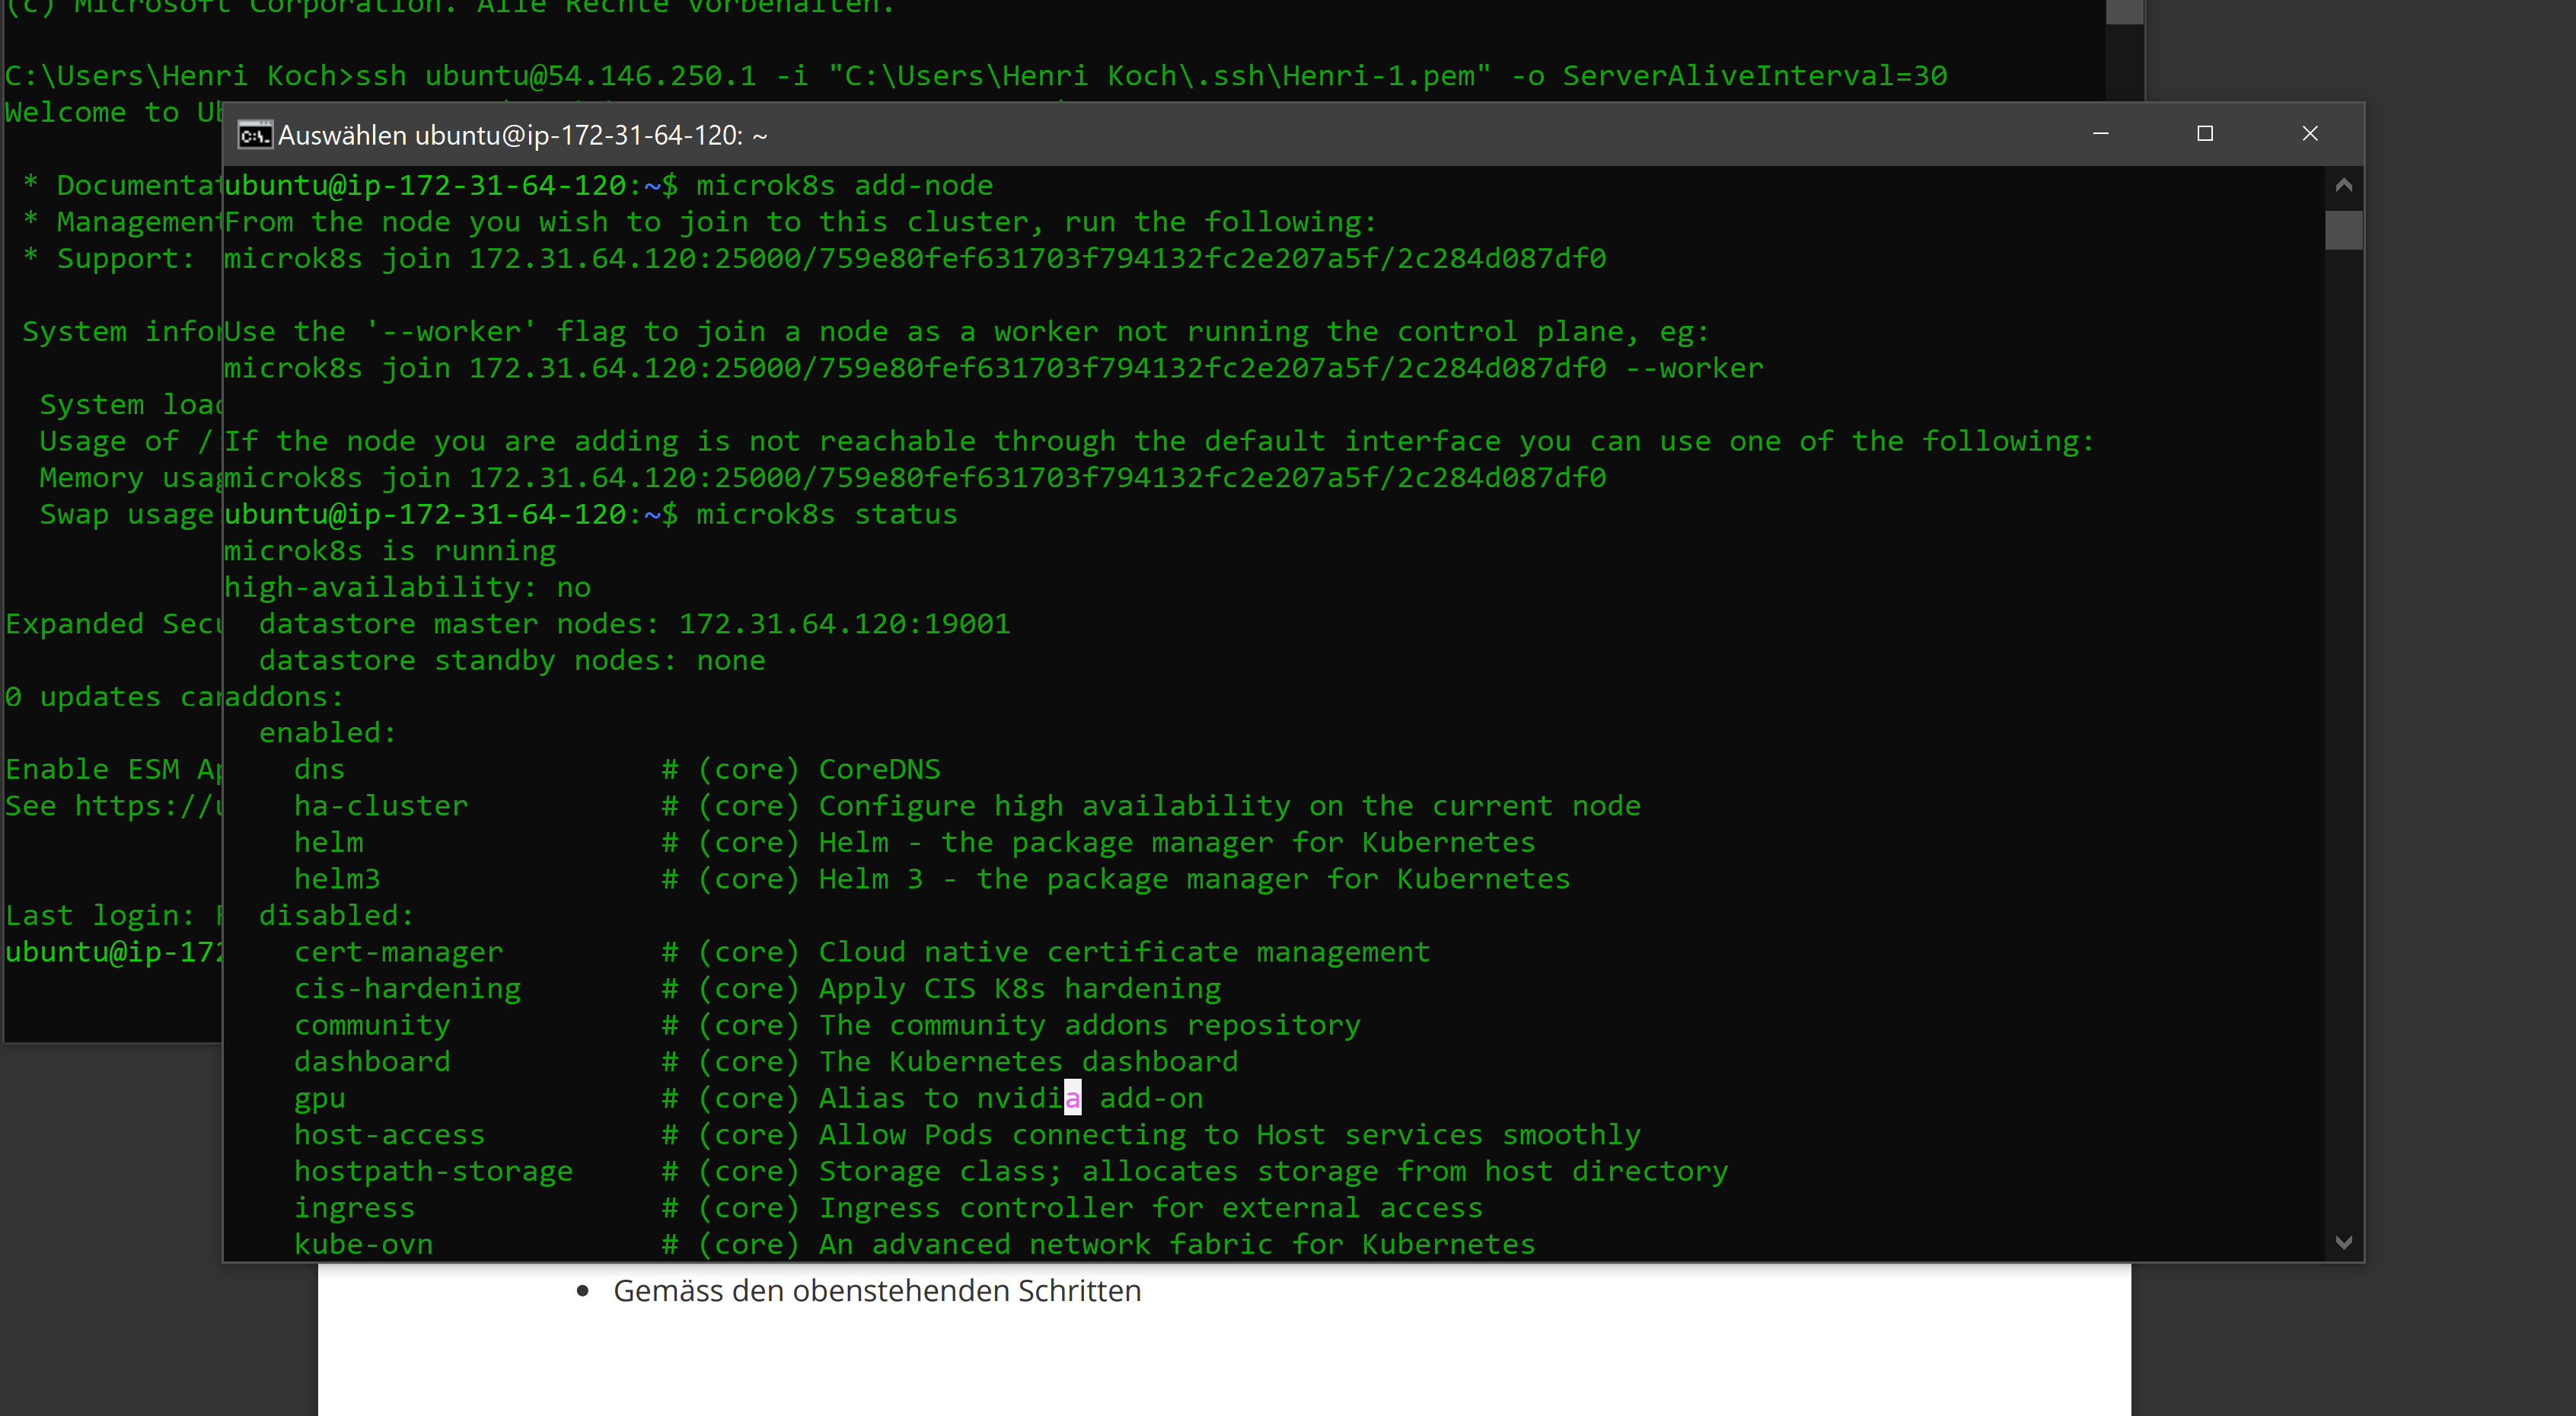 (c) Microsoft Corporation. Alle Rechte vorbehalten.
C:\Users\Henri Koch>ssh ubuntu@54.146.250.1 -i "C:\Users\Henri Koch\.ssh\Henri-1.pem" -o ServerAliveInterval=30
Welcome to
* 
* Management
* Support:
System
System
Usage of /
Memory
Swap usage
Expanded
0 updates
Enable ESM
See https://
Last login:
ubuntu@ip-172
Auswählen ubuntu@ip-172-31-64-120: ~
ubuntu@ip-172-31-64-120:~$ microk8s add-node
From the node you wish to join to this cluster, run the following:
microk8s join 172.31.64.120:25000/759e80fef631703f794132fc2e207a5f/2c284d087df0
Use the '--worker' flag to join a node as a worker not running the control plane, eg:
microk8s join 172.31.64.120:25000/759e80fef631703f794132fc2e207a5f/2c284d087df0 --worker
If the node you are adding is not reachable through the default interface you can use one of the following:
microk8s join 172.31.64.120:25000/759e80fef631703f794132fc2e207a5f/2c284d087df0
ubuntu@ip-172-31-64-120:~$ microk8s status
microk8s is running
high-availability: no
datastore master nodes: 172.31.64.120:19001
datastore standby nodes: none
addons:
enabled:
dns # (core) CoreDNS
ha-cluster # (core) Configure high availability on the current node
helm # (core) Helm - the package manager for Kubernetes
helm3 # (core) Helm 3 - the package manager for Kubernetes
disabled:
cert-manager # (core) Cloud native certificate management
cis-hardening # (core) Apply CIS K8s hardening
community # (core) The community addons repository
dashboard # (core) The Kubernetes dashboard
gpu # (core) Alias to nvidia add-on
host-access # (core) Allow Pods connecting to Host services smoothly
hostpath-storage # (core) Storage class; allocates storage from host directory
ingress # (core) Ingress controller for external access
kube-ovn # (core) An advanced network fabric for Kubernetes
• Gemäss den obenstehenden Schritten